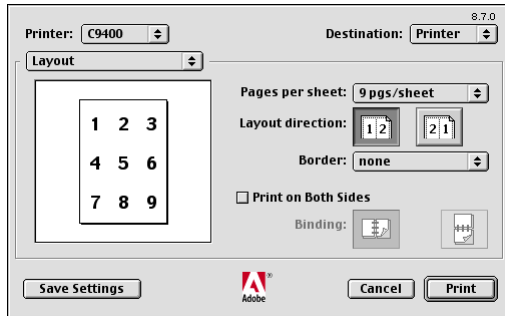 8.7.0
Printer: C9400 Destination: Printer
Layout
Pages per sheet: 9 pgs/sheet
1 2 3
Layout direction: 1 2 2 1
4 5 6
Border: none
7 8 9
Print on Both Sides
Binding:
Save Settings Adobe® Cancel Print